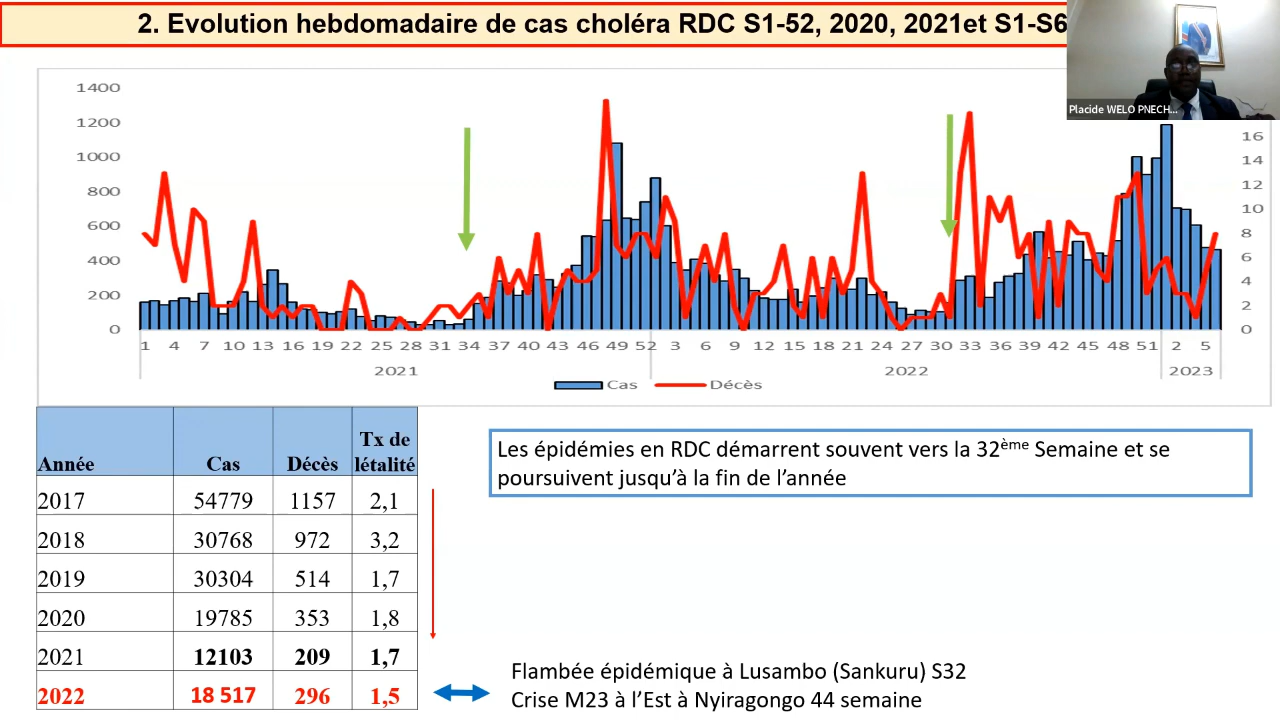 2. Evolution hebdomadaire de cas choléra RDC S1-52, 2020, 2021et S1-S6
Placide WELO PNECH...
1400
1200
1000
800
600
400
200
0
16
14
12
10
8
6
4
2
0
1 4 7 10 13 16 19 22 25 28 31 34 37 40 43 46 49 52 3 6 9 12 15 18 21 24 27 30 33 36 39 42 45 48 51 2 5
2021 2022 2023
Cas Décès
Année Cas Décès Tx de létalité
2017 54779 1157 2,1
2018 30768 972 3,2
2019 30304 514 1,7
2020 19785 353 1,8
2021 12103 209 1,7
2022 18 517 296 1,5
Les épidémies en RDC démarrent souvent vers la 32ème Semaine et se
poursuivent jusqu’à la fin de l’année
Flambée épidémique à Lusambo (Sankuru) S32
Crise M23 à l’Est à Nyiragongo 44 semaine